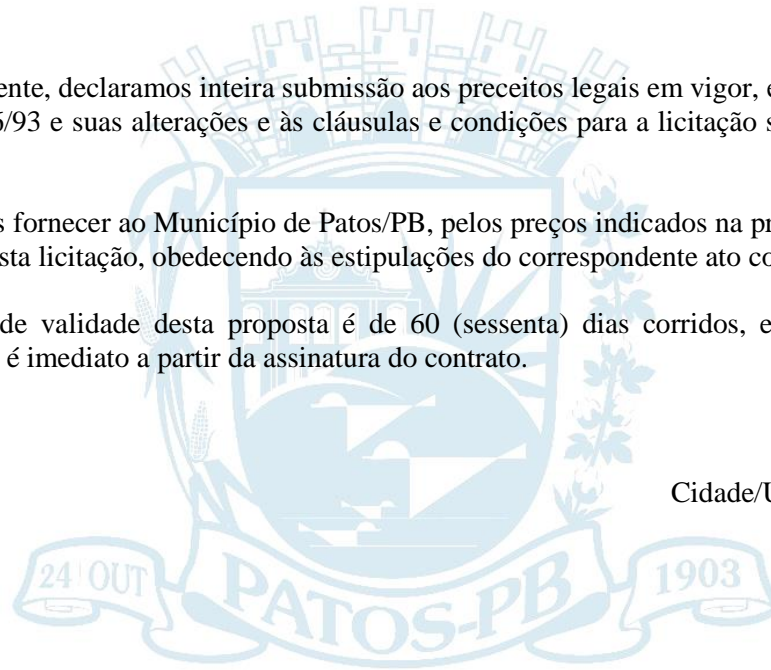 ente, declaramos inteira submissão aos preceitos legais em vigor, e
6/93 e suas alterações e às cláusulas e condições para a licitação s
s fornecer ao Município de Patos/PB, pelos preços indicados na pr
sta licitação, obedecendo às estipulações do correspondente ato co
de validade desta proposta é de 60 (sessenta) dias corridos, e
é imediato a partir da assinatura do contrato.
Cidade/U
24 OUT
PATOS-PB
1903